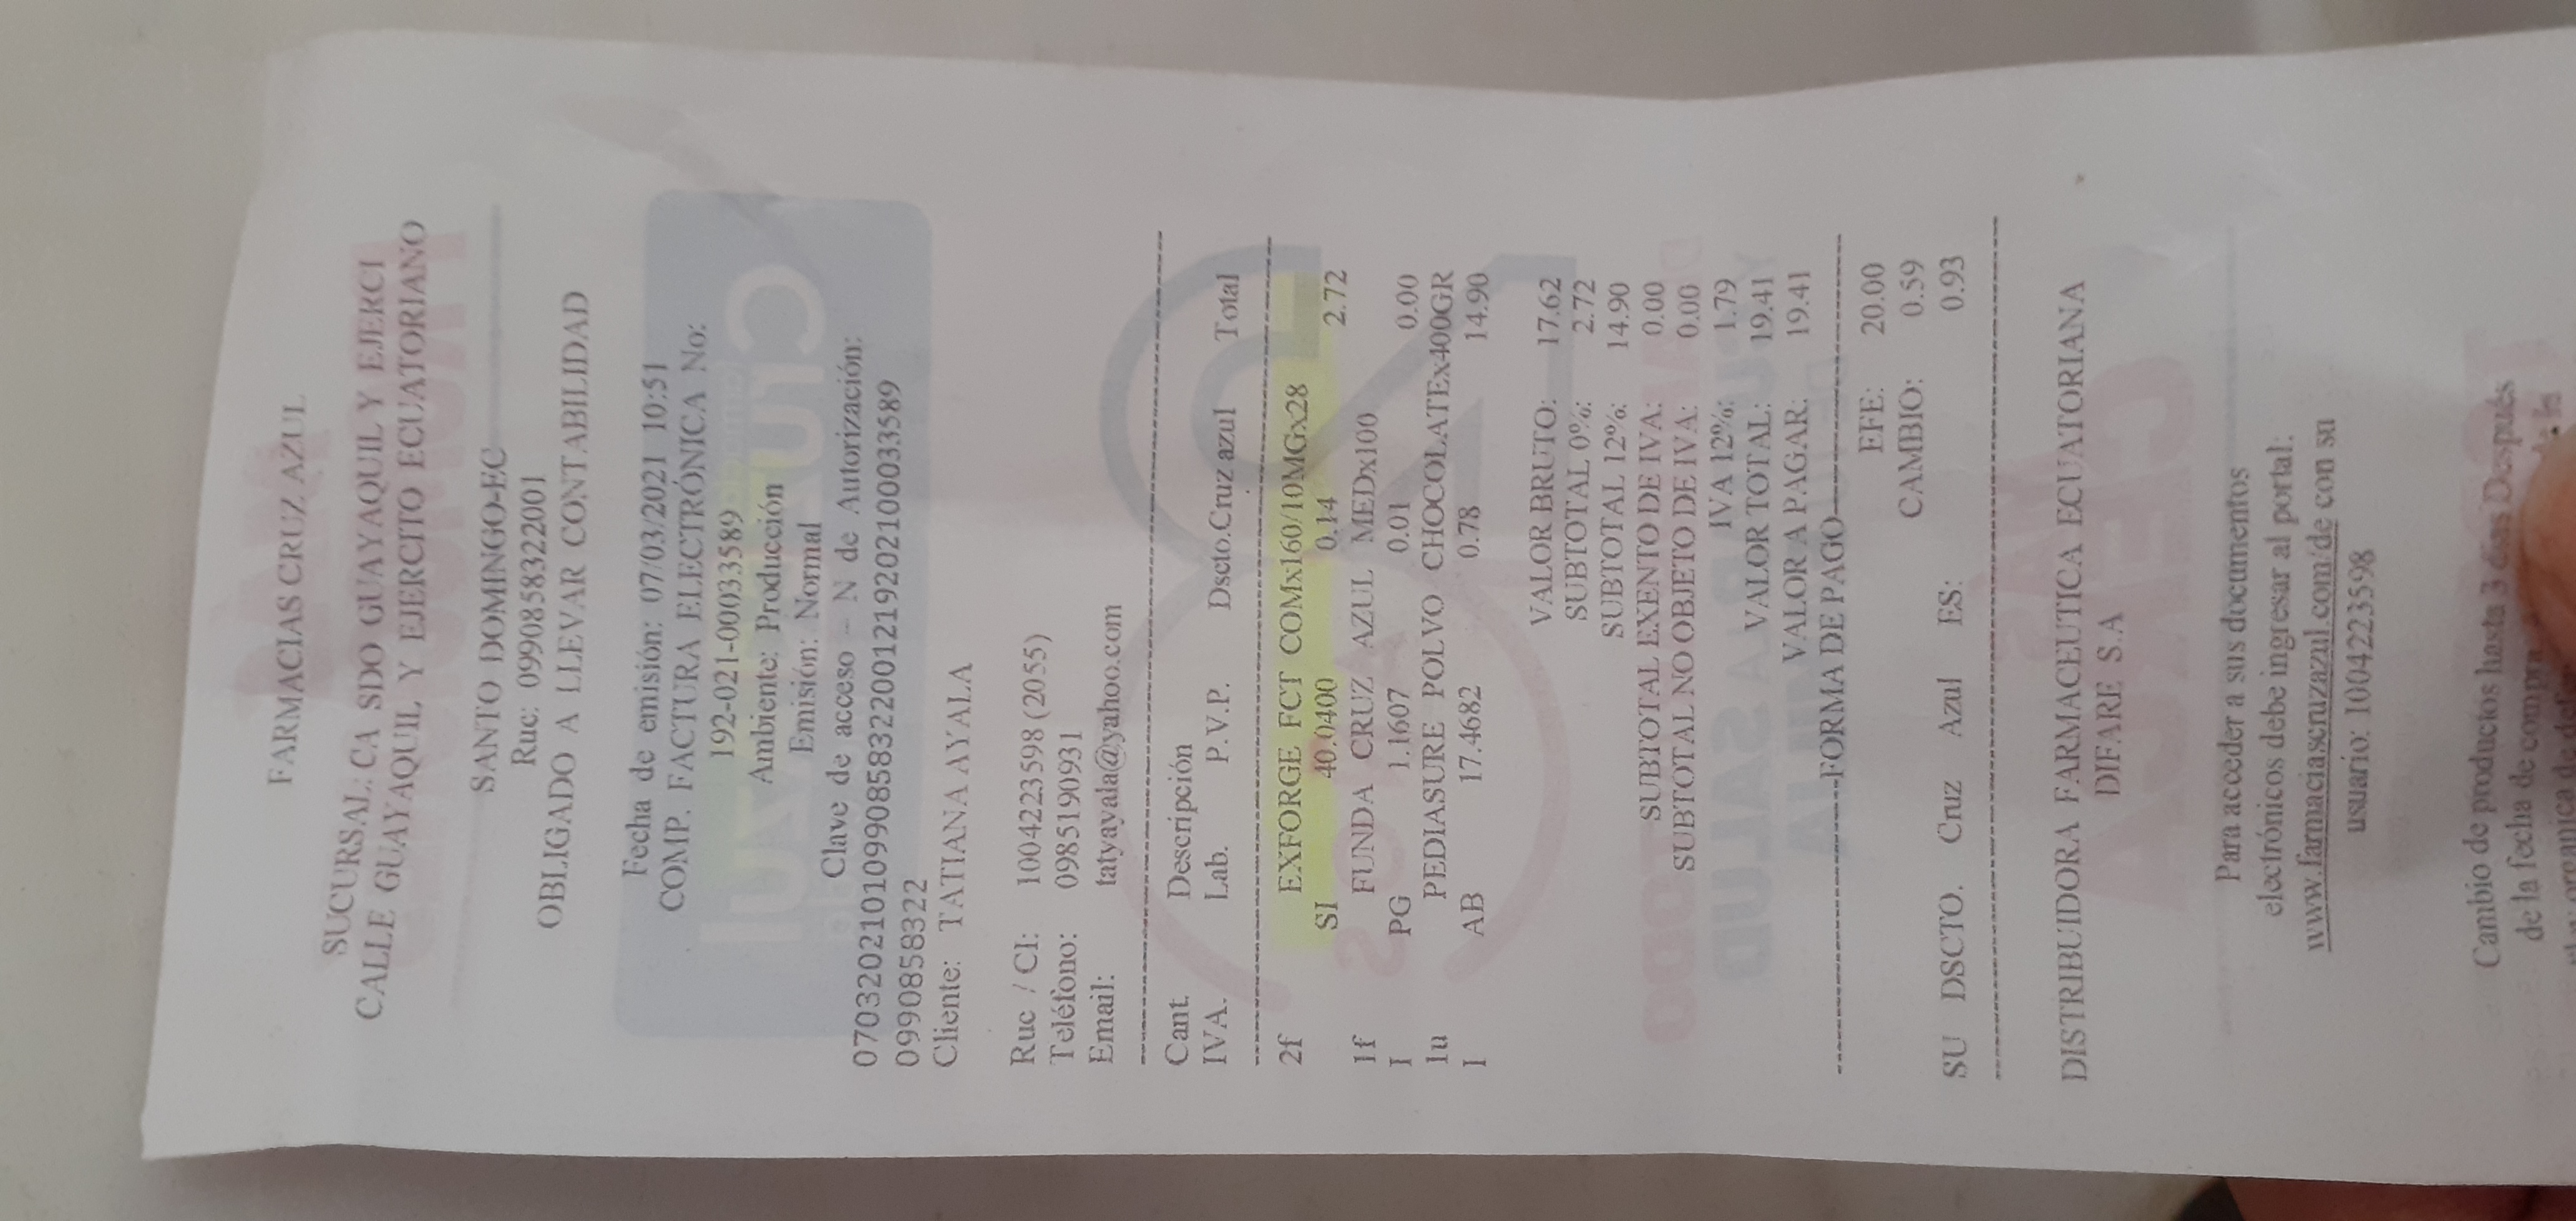 FARMACIAS CRUZ AZUL
SUCURSAL: CA SDO GUAYAQUIL Y EJERCI
CALLE GUAYAQUIL Y EJERCITO ECUATORIANO
SANTO DOMINGO-EC
Ruc: 0990858322001
OBLIGADO A LLEVAR CONTABILIDAD
Fecha de emisión: 07/03/2021 10:51
COMP. FACTURA ELECTRÓNICA No:
192-021-00033589
Ambiente: Producción
Emisión: Normal
Clave de acceso - N de Autorización:
07032021010990858322001219202100033589
0990858322
Cliente: TATIANA AYALA
Ruc / CI: 1004223598 (2055)
Teléfono: 0985190931
Email: tatyayala@yahoo.com
Cant. Descripción
IVA. Lab. P.V.P. Dscto.Cruz azul Total
2f EXFORGE FCT COMx160/10MGx28
SI 40.0400 0.14 2.72
1f FUNDA CRUZ AZUL MEDx100
I PG 1.1607 0.01 0.00
1u PEDIASURE POLVO CHOCOLATEx400GR
I AB 17.4682 0.78 14.90
VALOR BRUTO: 17.62
SUBTOTAL 0%: 2.72
SUBTOTAL 12%: 14.90
SUBTOTAL EXENTO DE IVA: 0.00
SUBTOTAL NO OBJETO DE IVA: 0.00
IVA 12%: 1.79
VALOR TOTAL: 19.41
VALOR A PAGAR: 19.41
FORMA DE PAGO
EFE: 20.00
CAMBIO: 0.59
SU DSCTO. Cruz Azul ES: 0.93
DISTRIBUIDORA FARMACEUTICA ECUATORIANA
DIFARE S.A
Para acceder a sus documentos
electrónicos debe ingresar al portal:
www.farmaciascruzazul.com/de con su
usuario: 1004223598
Cambio de productos hasta 3 días Después
de la fecha de compra de la
organica de